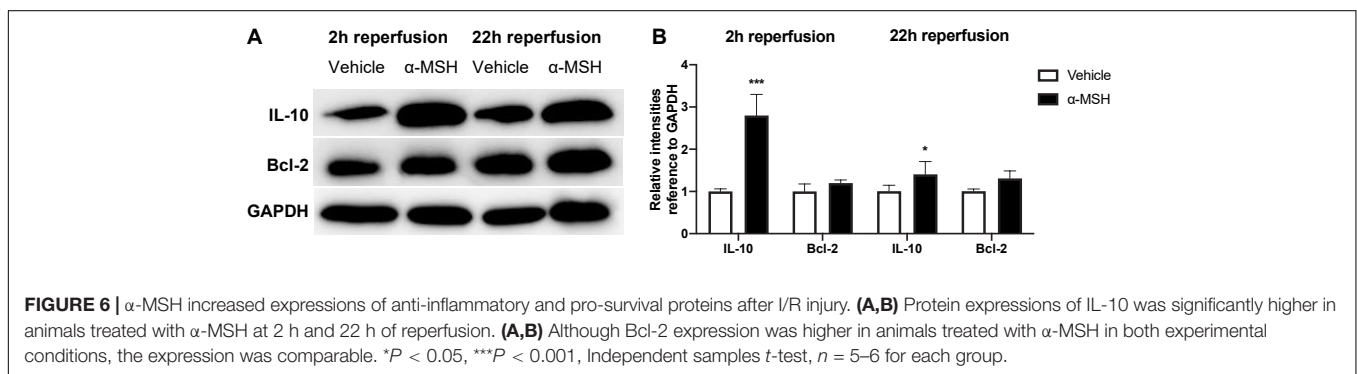 A
2h reperfusion 22h reperfusion
Vehicle α-MSH Vehicle α-MSH
IL-10
Bcl-2
GAPDH
B
2h reperfusion 22h reperfusion
Relative intensities
reference to GAPDH
4
3
2
1
0
***
*
IL-10 Bcl-2 IL-10 Bcl-2
Vehicle
α-MSH
FIGURE 6 | α-MSH increased expressions of anti-inflammatory and pro-survival proteins after I/R injury. (A,B) Protein expressions of IL-10 was significantly higher in
animals treated with α-MSH at 2 h and 22 h of reperfusion. (A,B) Although Bcl-2 expression was higher in animals treated with α-MSH in both experimental
conditions, the expression was comparable. *P < 0.05, ***P < 0.001, Independent samples t-test, n = 5–6 for each group.